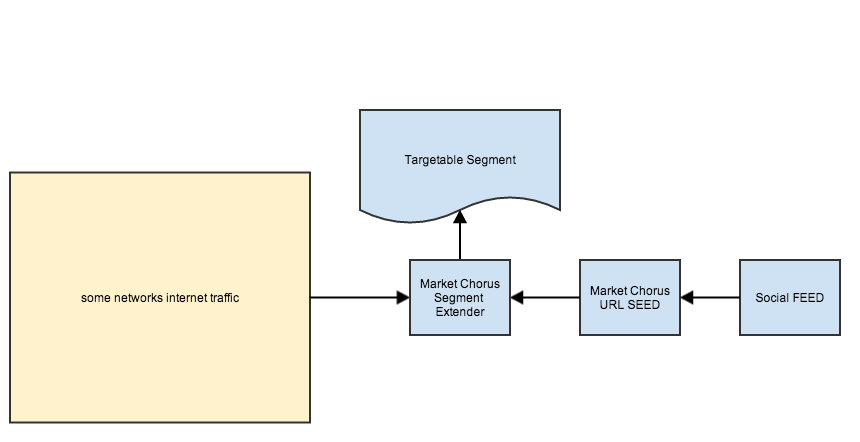 Targetable Segment
some networks internet traffic
Market Chorus
Segment
Extender
Market Chorus
URL SEED
Social FEED